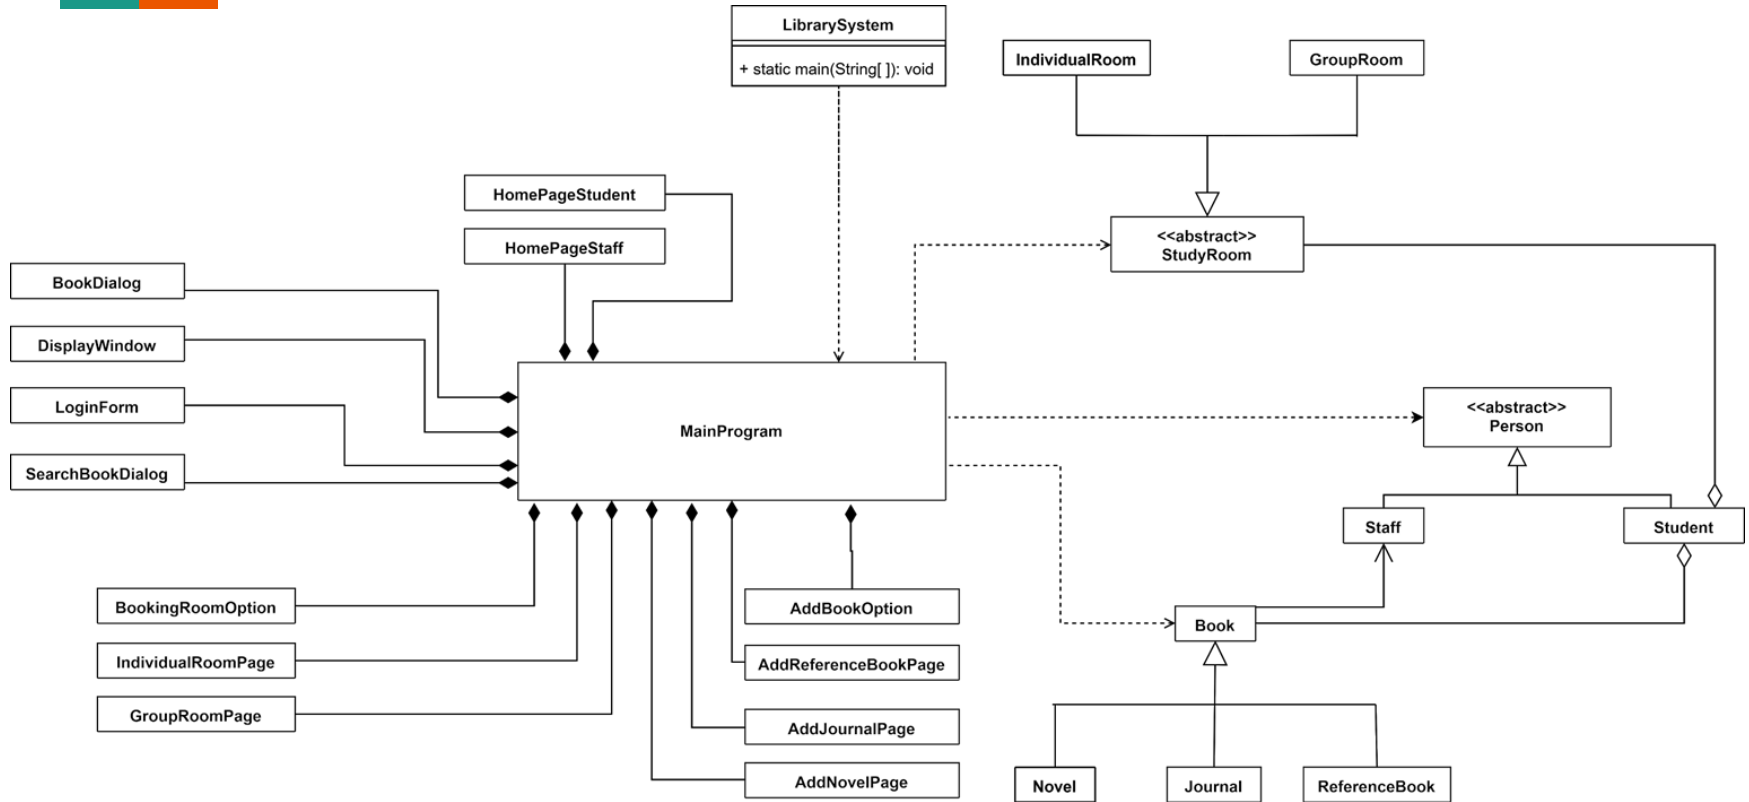 LibrarySystem
+ static main(String[ ]): void
IndividualRoom
GroupRoom
HomePageStudent
HomePageStaff
<<abstract>>
StudyRoom
BookDialog
DisplayWindow
LoginForm
SearchBookDialog
MainProgram
<<abstract>>
Person
Staff
Student
BookingRoomOption
IndividualRoomPage
GroupRoomPage
AddBookOption
AddReferenceBookPage
AddJournalPage
AddNovelPage
Book
Novel
Journal
ReferenceBook